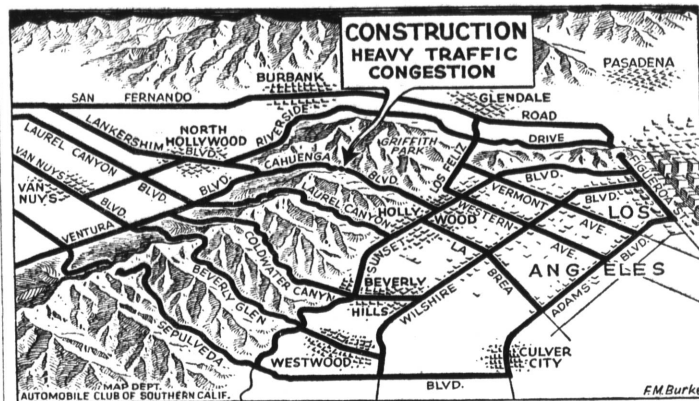 CONSTRUCTION
HEAVY TRAFFIC
CONGESTION
BURBANK
PASADENA
SAN FERNANDO
GLENDALE
ROAD
LANKERSHIM
NORTH
HOLLYWOOD
BLVD.
RIVERSIDE
DRIVE
GRIFFITH
PARK
LAUREL CANYON
BLVD.
CAHUENGA
BLVD.
LOS FELIZ
BLVD.
FIGUEROA ST.
VAN NUYS
BLVD.
VAN
NUYS
VENTURA
BLVD.
LAUREL CANYON
HOLLY-
WOOD
VERMONT
AVE.
WESTERN
AVE.
BLVD.
LOS
ANGELES
COLDWATER
CANYN
SUNSET
BEVERLY
HILLS
LA
BREA
WILSHIRE
ADAMS
BLVD.
BEVERLY GLEN
SEPULVEDA
BLVD.
WESTWOOD
CULVER
CITY
MAP DEPT.
AUTOMOBILE CLUB OF SOUTHERN CALIF.
F.M.Burke